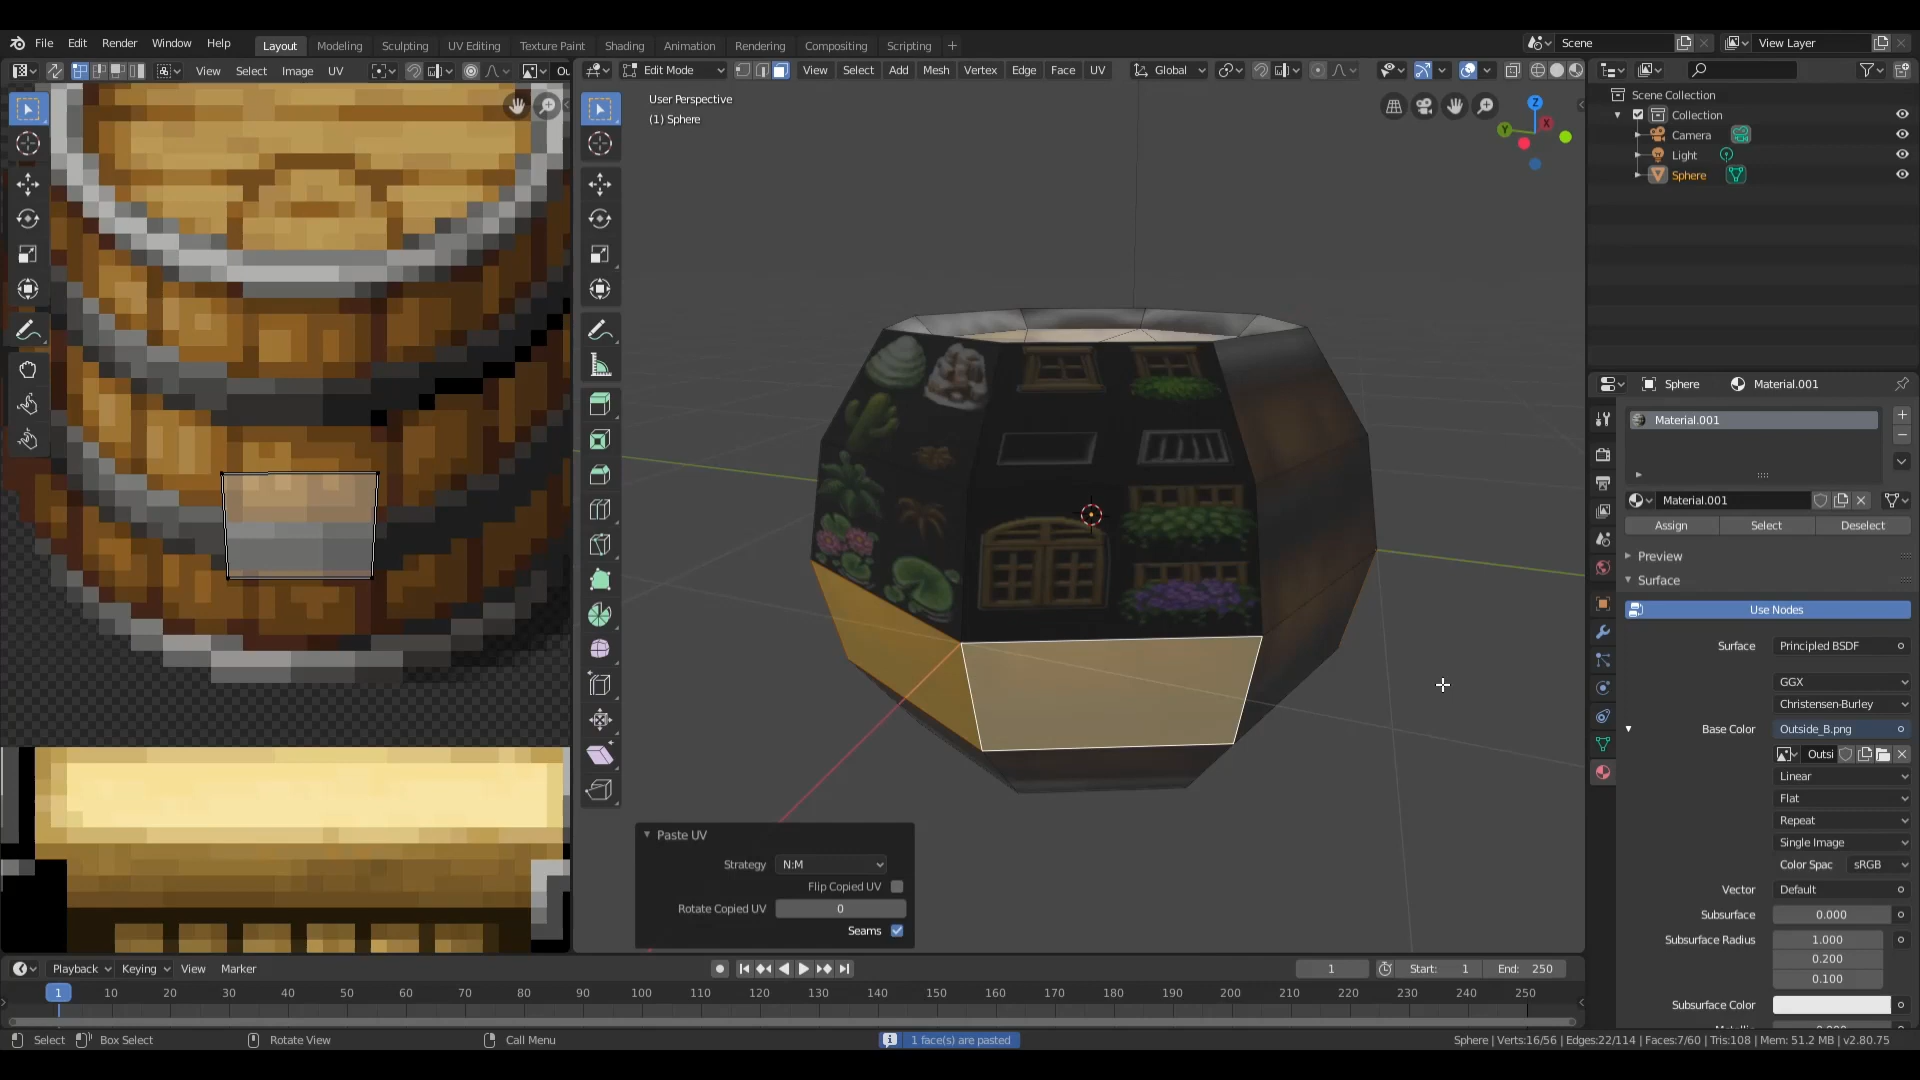 File Edit Render Window Help
Layout Modeling Sculpting UV Editing Texture Paint Shading Animation Rendering Compositing Scripting
Scene
View Layer
View Select Image UV
Edit Mode
View Select Add Mesh Vertex Edge Face UV
Global
User Perspective
(1) Sphere
Z
Y
X
Scene Collection
Collection
Camera
Light
Sphere
Sphere Material.001
Material.001
Material.001
Assign Select Deselect
Preview
Surface
Use Nodes
Surface Principled BSDF
GGX
Christensen-Burley
Base Color Outside_B.png
Outsi
Linear
Flat
Repeat
Single Image
Color Spac sRGB
Vector Default
Subsurface 0.000
Subsurface Radius 1.000
0.200
0.100
Subsurface Color
Paste UV
Strategy N:M
Flip Copied UV
Rotate Copied UV 0
Seams
Playback Keying View Marker
1 Start: 1 End: 250
1 10 20 30 40 50 60 70 80 90 100 110 120 130 140 150 160 170 180 190 200 210 220 230 240 250
Select Box Select Rotate View Call Menu
1 face(s) are pasted
Sphere | Verts:16/56 | Edges:22/114 | Faces:7/60 | Tris:108 | Mem: 51.2 MB | v2.80.75